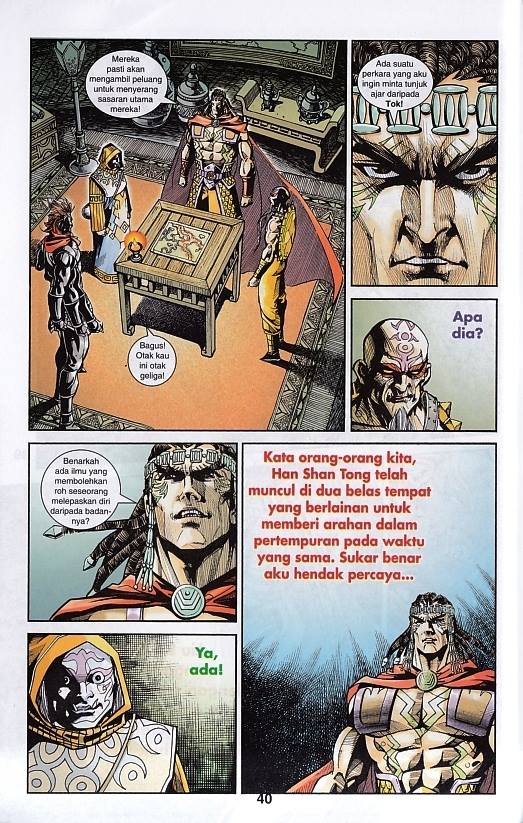 Mereka
pasti akan
mengambil peluang
untuk menyerang
sasaran utama
mereka!
Bagus!
Otak kau
ini otak
geliga!
Ada suatu
perkara yang aku
ingin minta tunjuk
ajar daripada
Tok!
Apa
dia?
Benarkah
ada ilmu yang
membolehkan
roh seseorang
melepaskan diri
daripada badan-
nya?
Kata orang-orang kita,
Han Shan Tong telah
muncul di dua belas tempat
yang berlainan untuk
memberi arahan dalam
pertempuran pada waktu
yang sama. Sukar benar
aku hendak percaya...
Ya,
ada!
40